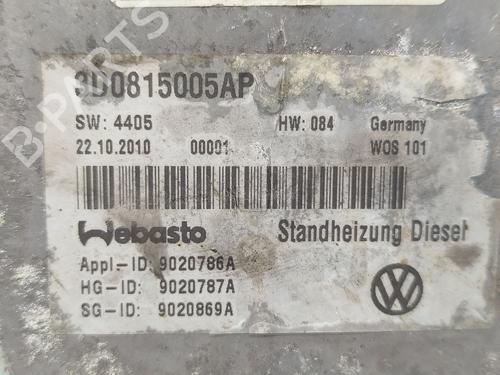 B-PARTS
3D0815005AP
SW: 4405 HW: 084 Germany
22.10.2010 00001 WOS 101
Webasto Standheizung Diesel
Appl-ID: 9020786A
HG-ID: 9020787A
SG-ID: 9020869A